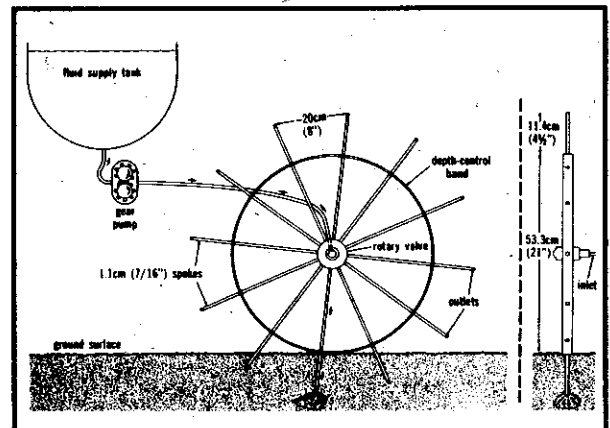 fluid supply tank
gear
pump
20cm
(8")
depth-control
band
rotary valve
1.1cm (7/16") spokes
outlets
ground surface
11.4cm
(4½")
53.3cm
(21")
inlet